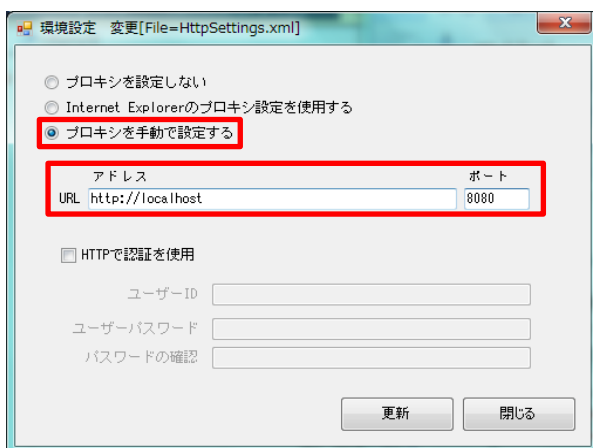 環境設定 変更[File=HttpSettings.xml]
プロキシを設定しない
Internet Explorerのプロキシ設定を使用する
プロキシを手動で設定する
アドレス ポート
URL http://localhost 8080
HTTPで認証を使用
ユーザーID
ユーザーパスワード
パスワードの確認
更新 閉じる